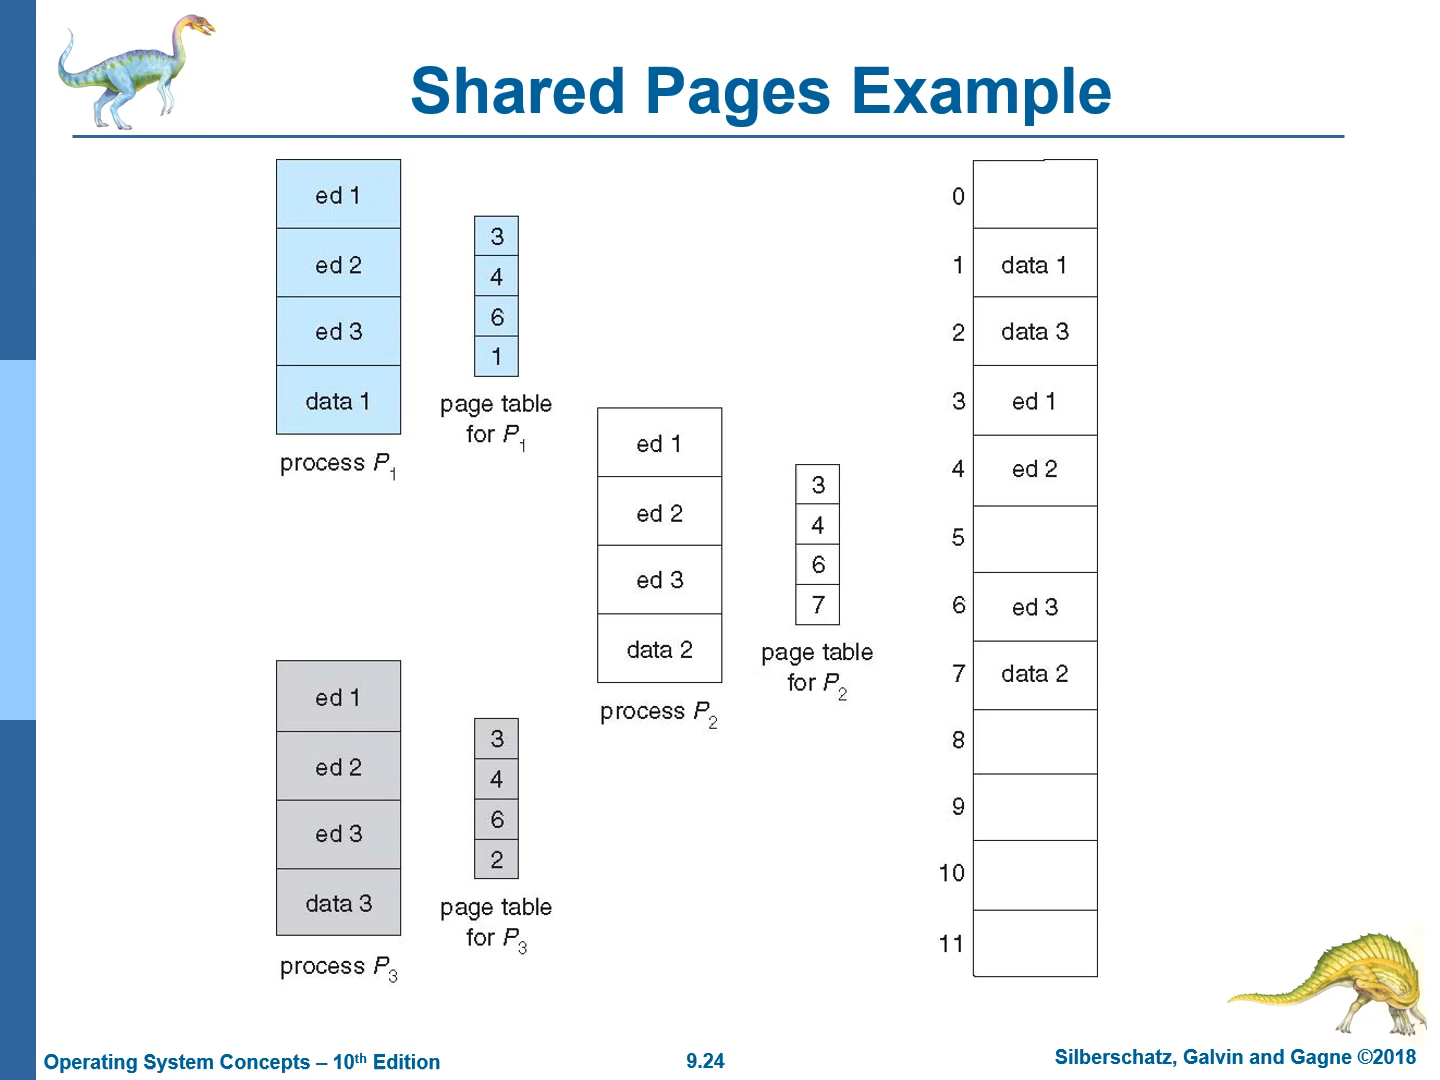 Shared Pages Example
ed 1
ed 2
ed 3
data 1
process P1
3
4
6
1
page table
for P1
ed 1
ed 2
ed 3
data 2
process P2
3
4
6
7
page table
for P2
ed 1
ed 2
ed 3
data 3
process P3
3
4
6
2
page table
for P3
0
1 data 1
2 data 3
3 ed 1
4 ed 2
5
6 ed 3
7 data 2
8
9
10
11
Operating System Concepts – 10th Edition
9.24
Silberschatz, Galvin and Gagne ©2018